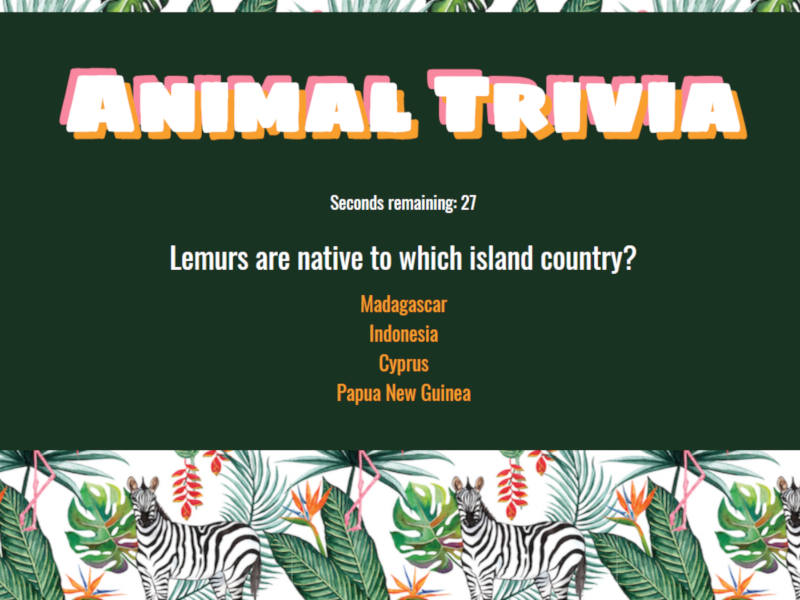 Animal Trivia
Seconds remaining: 27
Lemurs are native to which island country?
Madagascar
Indonesia
Cyprus
Papua New Guinea